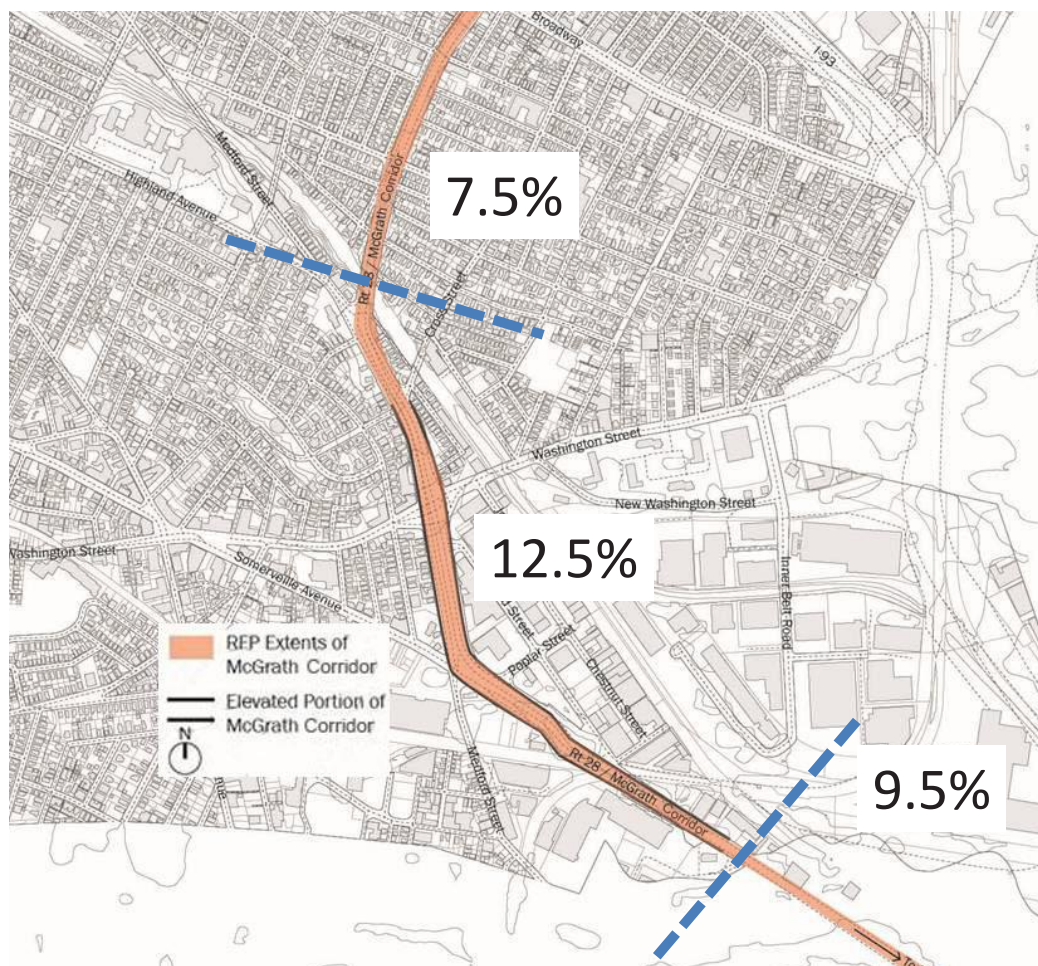 Broadway
I-93
Medford Street
Highland Avenue
Rt 28 / McGrath Corridor
7.5%
Cross Street
Washington Street
New Washington Street
12.5%
Washington Street
Somerville Avenue
Inner Belt Road
Street
Poplar Street
Chestnut Street
RFP Extents of
McGrath Corridor
Elevated Portion of
McGrath Corridor
N
Medford Street
Rt 28 / McGrath Corridor
9.5%